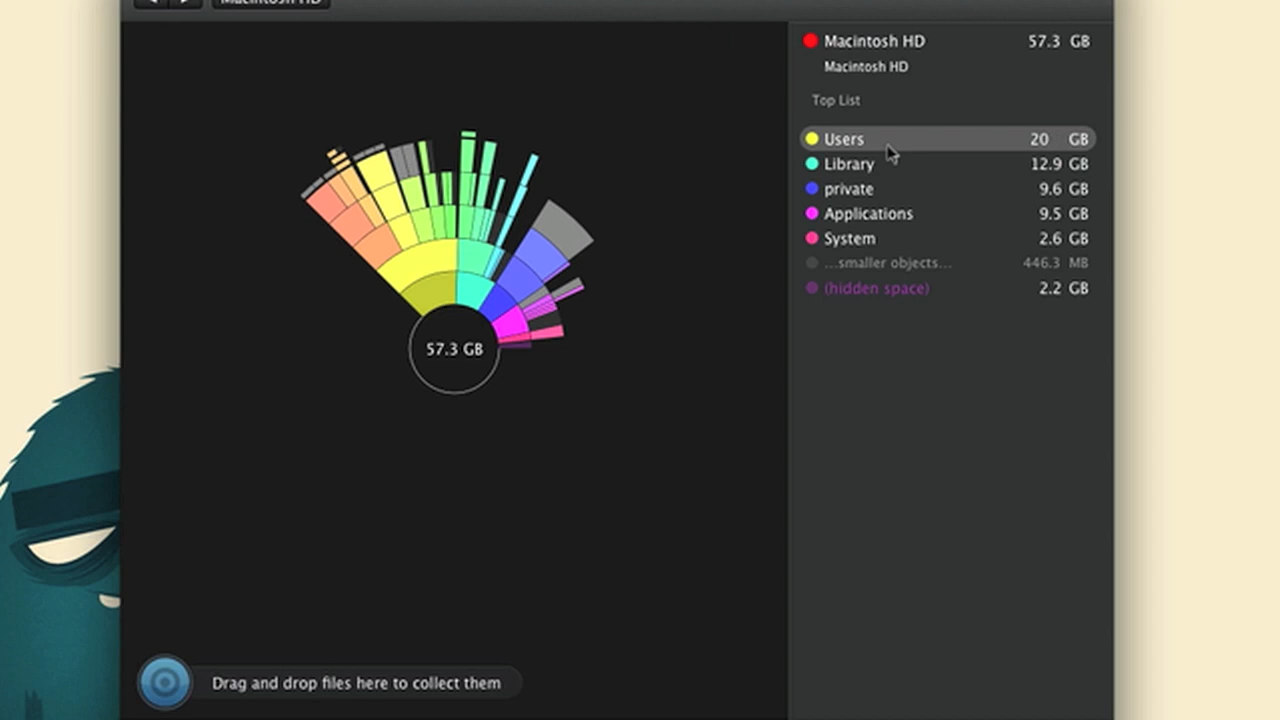 Macintosh HD
Macintosh HD 57.3 GB
Macintosh HD
Top List
Users 20 GB
Library 12.9 GB
private 9.6 GB
Applications 9.5 GB
System 2.6 GB
...smaller objects... 446.3 MB
(hidden space) 2.2 GB
57.3 GB
Drag and drop files here to collect them